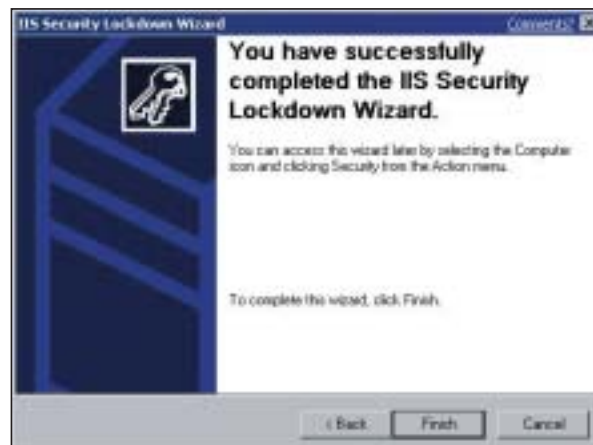 IIS Security Lockdown Wizard
Comments?
You have successfully
completed the IIS Security
Lockdown Wizard.
You can access this wizard later by selecting the Computer
icon and clicking Security from the Action menu.
To complete this wizard, click Finish.
< Back
Finish
Cancel